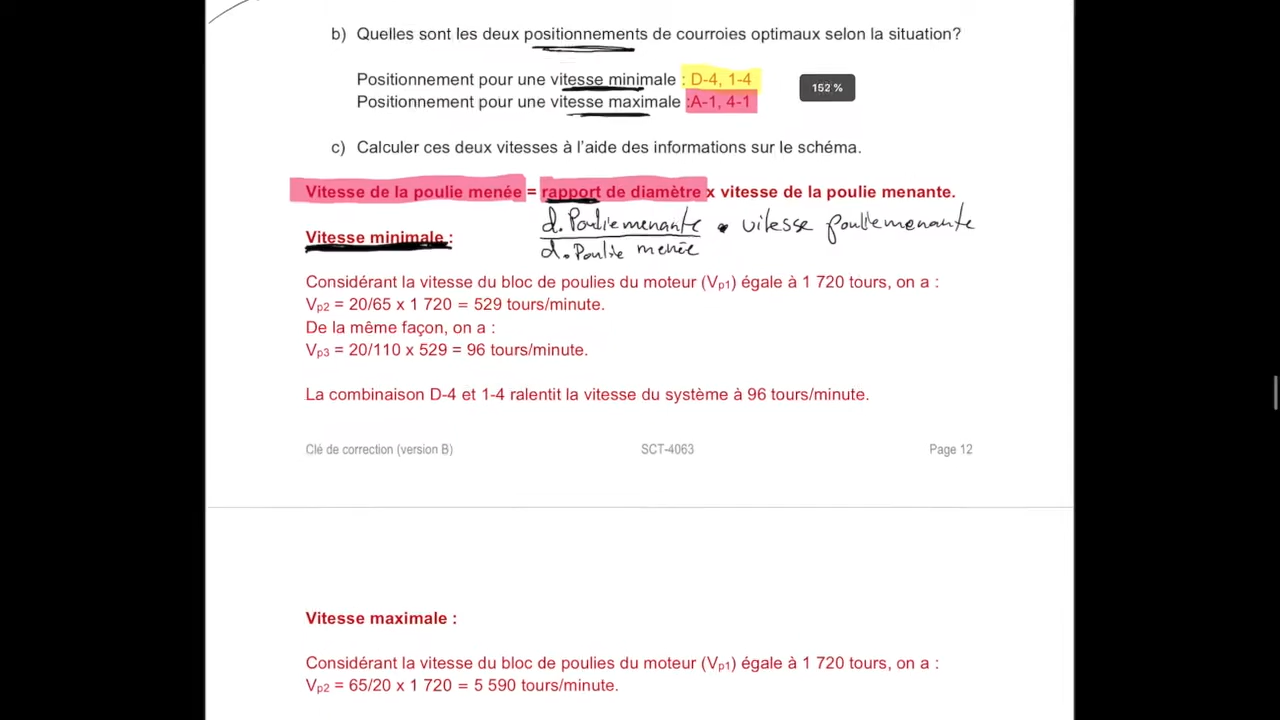 b) Quelles sont les deux positionnements de courroies optimaux selon la situation?
Positionnement pour une vitesse minimale : D-4, 1-4
152 %
Positionnement pour une vitesse maximale :A-1, 4-1
c) Calculer ces deux vitesses à l'aide des informations sur le schéma.
Vitesse de la poulie menée = rapport de diamètre x vitesse de la poulie menante.
d. Poulie menante • vitesse poulie menante
d. Poulie menée
Vitesse minimale :
Considérant la vitesse du bloc de poulies du moteur (Vp1) égale à 1 720 tours, on a :
Vp2 = 20/65 x 1 720 = 529 tours/minute.
De la même façon, on a :
Vp3 = 20/110 x 529 = 96 tours/minute.
La combinaison D-4 et 1-4 ralentit la vitesse du système à 96 tours/minute.
Clé de correction (version B) SCT-4063 Page 12
Vitesse maximale :
Considérant la vitesse du bloc de poulies du moteur (Vp1) égale à 1 720 tours, on a :
Vp2 = 65/20 x 1 720 = 5 590 tours/minute.